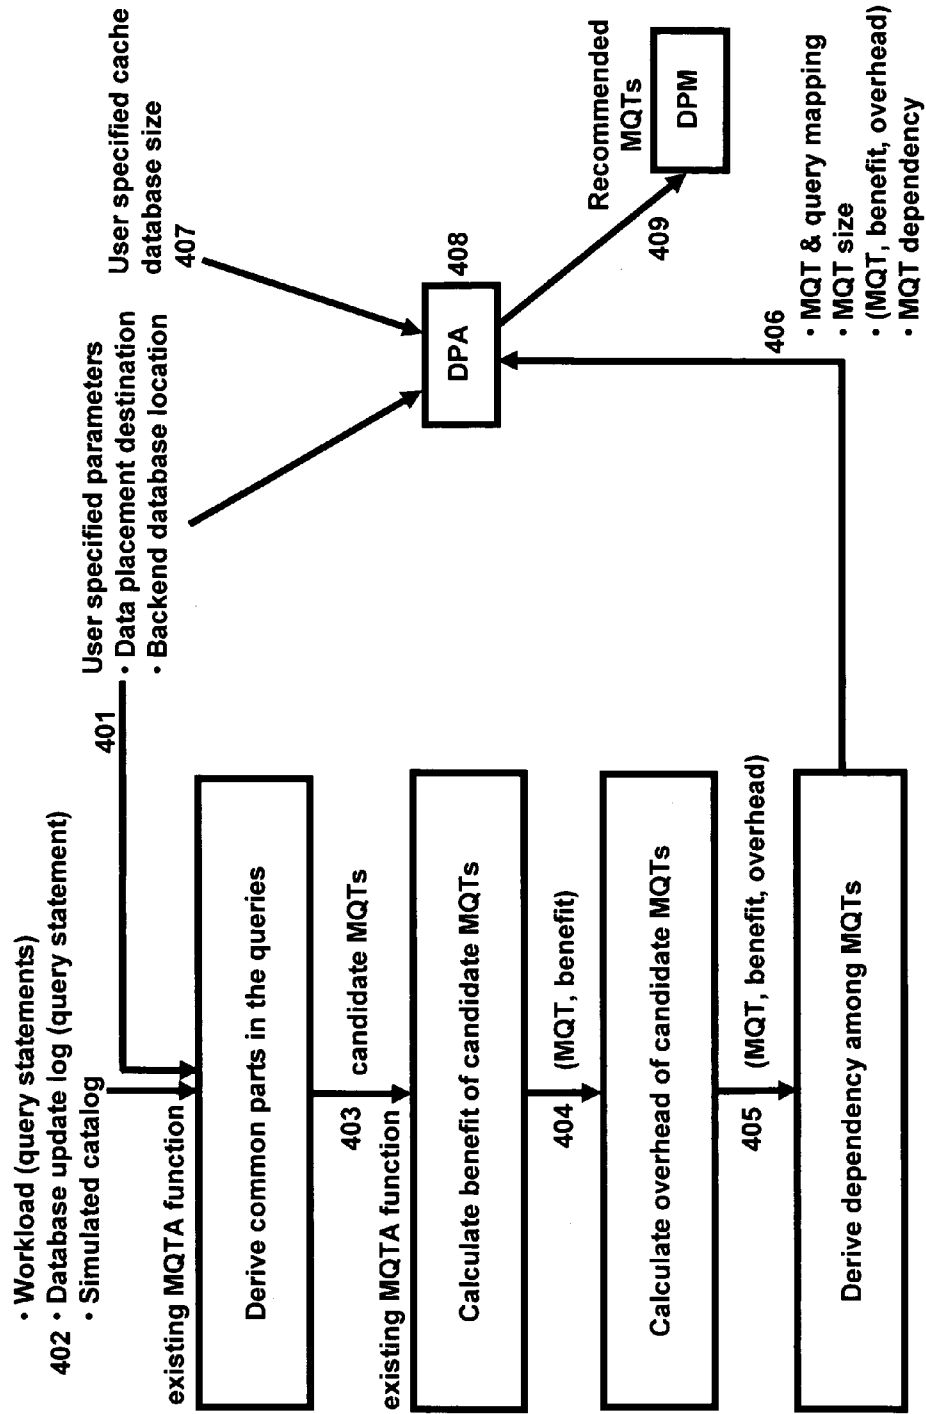 • Workload (query statements)
402 • Database update log (query statement)
• Simulated catalog
401
User specified parameters
• Data placement destination
• Backend database location
User specified cache
database size
407
existing MQTA function
Derive common parts in the queries
403
candidate MQTs
existing MQTA function
Calculate benefit of candidate MQTs
404
(MQT, benefit)
Calculate overhead of candidate MQTs
405
(MQT, benefit, overhead)
Derive dependency among MQTs
DPA
408
Recommended
MQTs
409
DPM
406
• MQT & query mapping
• MQT size
• (MQT, benefit, overhead)
• MQT dependency